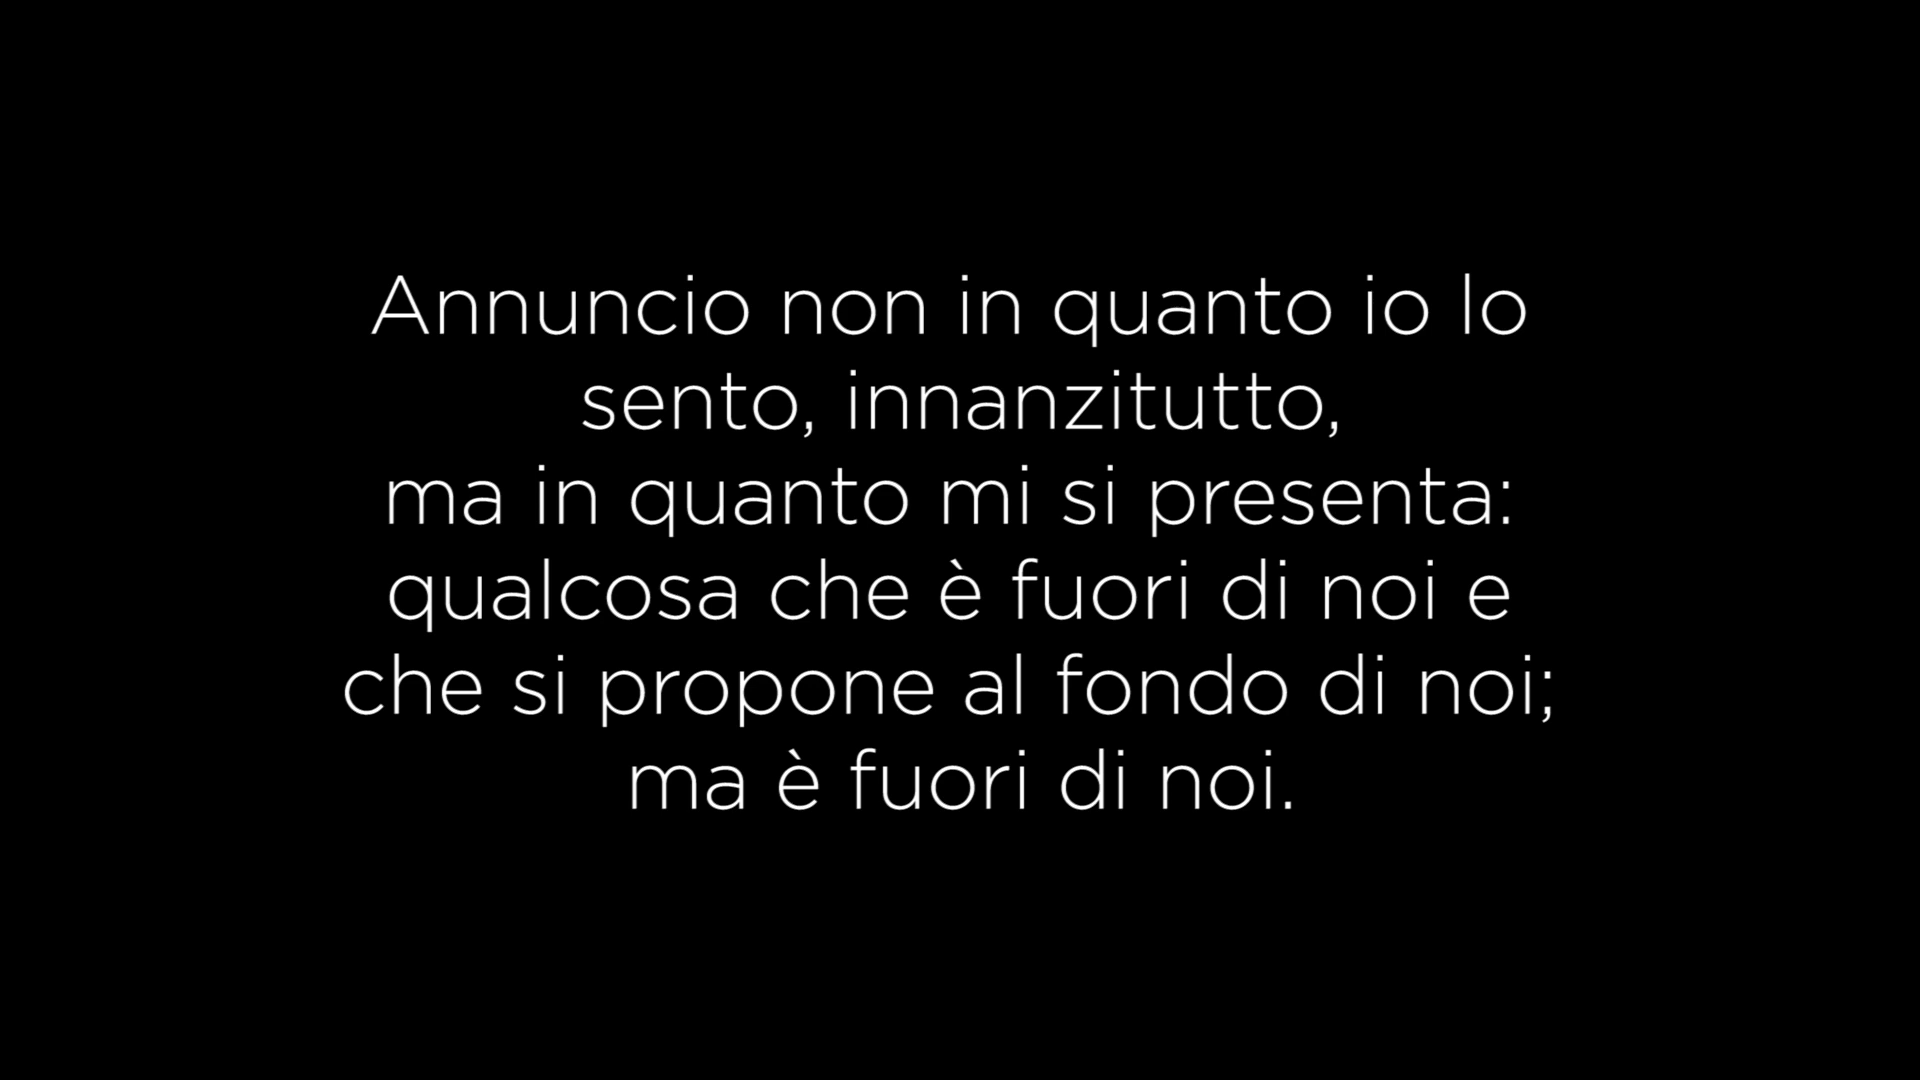 Annuncio non in quanto io lo
sento, innanzitutto,
ma in quanto mi si presenta:
qualcosa che è fuori di noi e
che si propone al fondo di noi;
ma è fuori di noi.